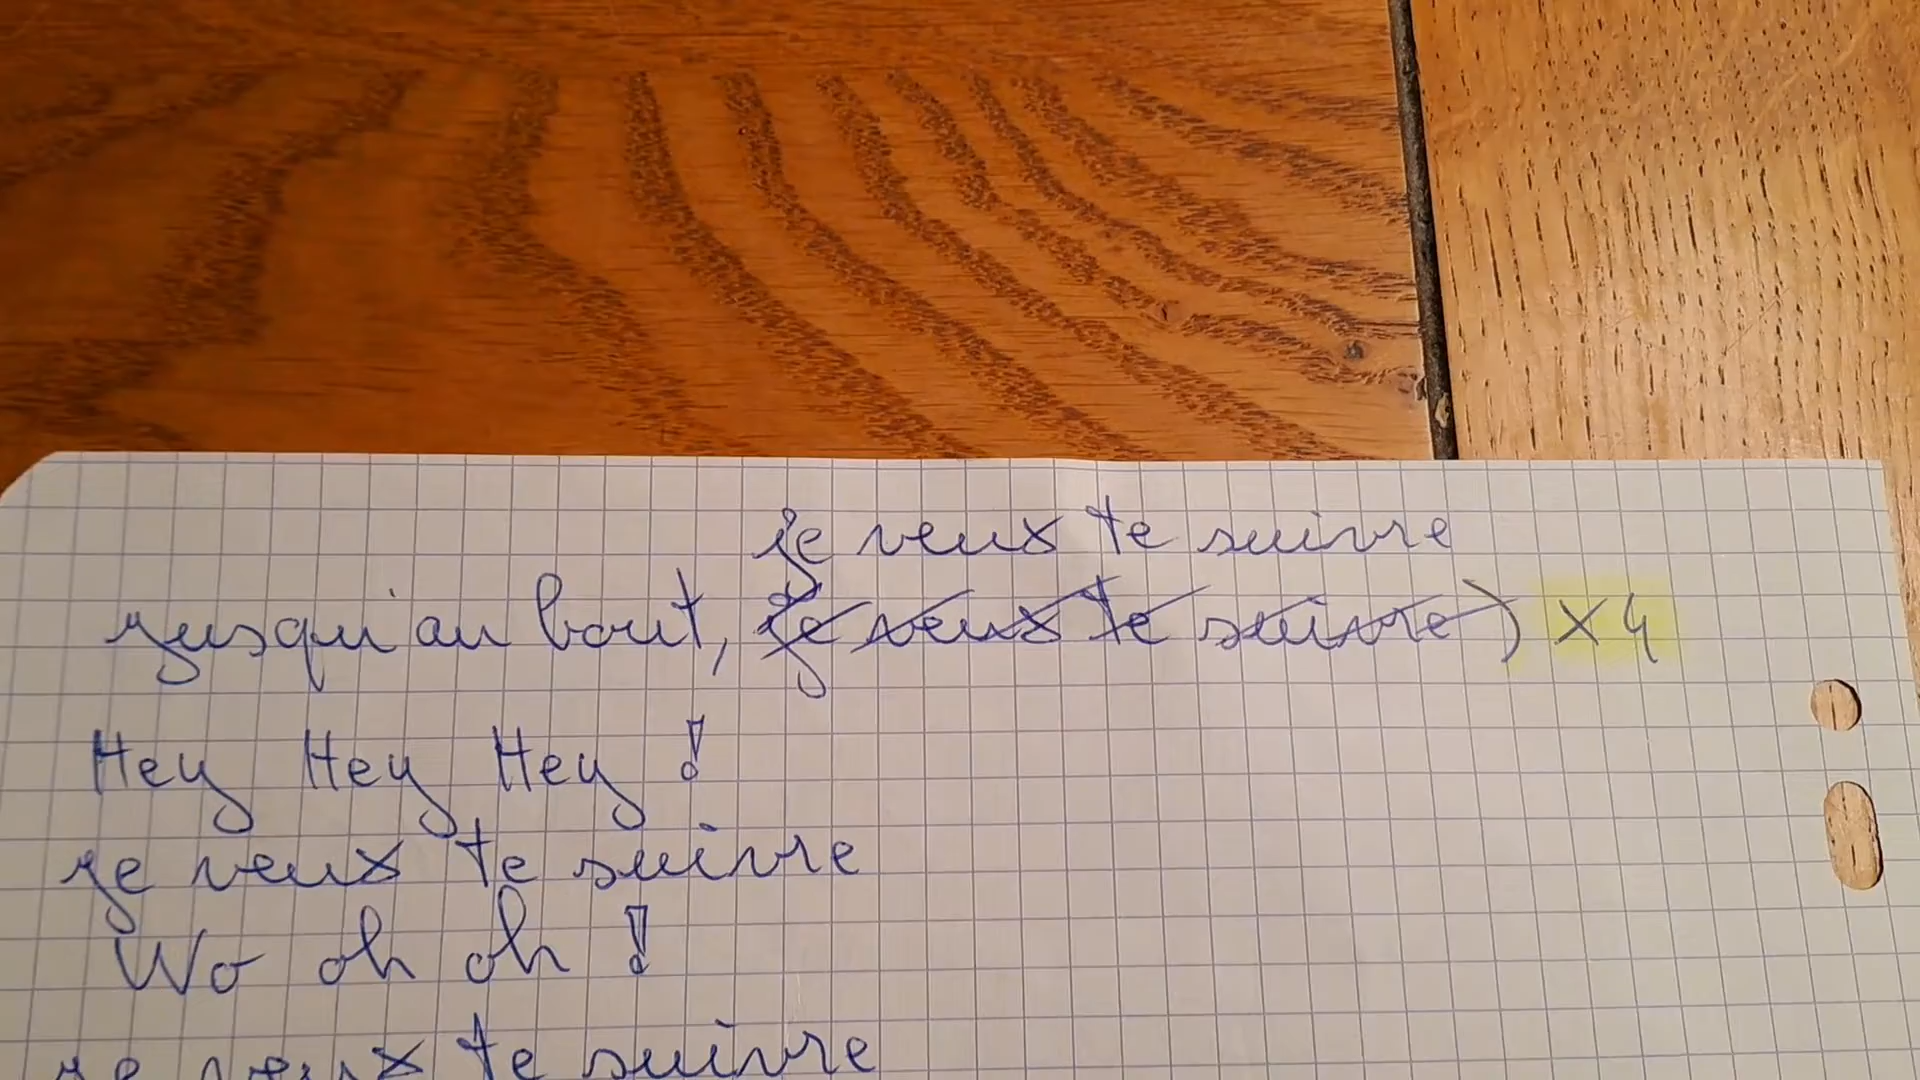 je veux te suivre
jusqu'au bout, je veux te suivre) x4
Hey Hey Hey !
je veux te suivre
Wo oh oh !
je veux te suivre